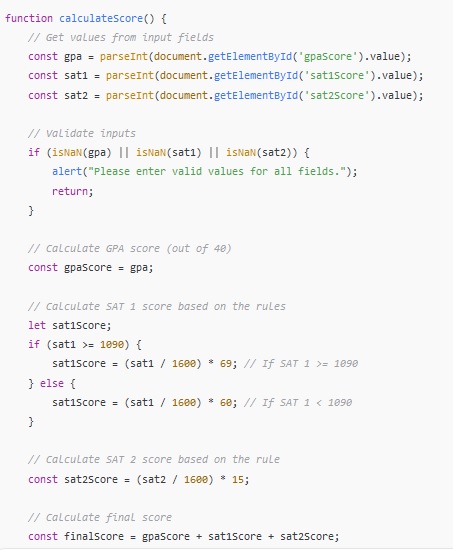 function calculateScore() {
// Get values from input fields
const gpa = parseInt(document.getElementById('gpaScore').value);
const sat1 = parseInt(document.getElementById('sat1Score').value);
const sat2 = parseInt(document.getElementById('sat2Score').value);
// Validate inputs
if (isNaN(gpa) || isNaN(sat1) || isNaN(sat2)) {
alert("Please enter valid values for all fields.");
return;
}
// Calculate GPA score (out of 40)
const gpaScore = gpa;
// Calculate SAT 1 score based on the rules
let sat1Score;
if (sat1 >= 1090) {
sat1Score = (sat1 / 1600) * 69; // If SAT 1 >= 1090
} else {
sat1Score = (sat1 / 1600) * 60; // If SAT 1 < 1090
}
// Calculate SAT 2 score based on the rule
const sat2Score = (sat2 / 1600) * 15;
// Calculate final score
const finalScore = gpaScore + sat1Score + sat2Score;